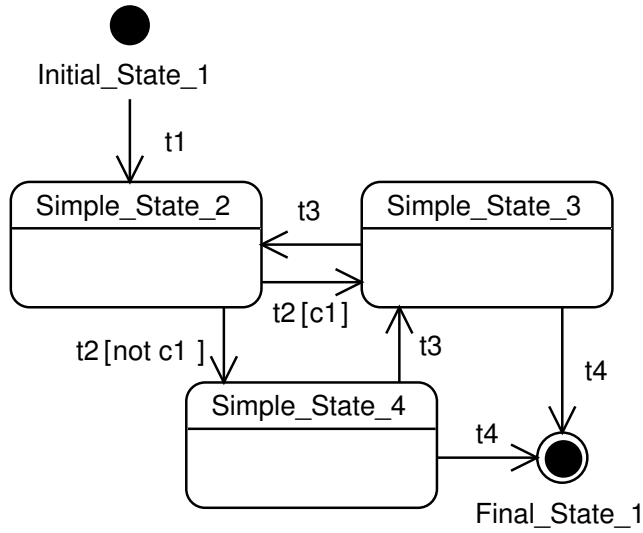 Initial_State_1
t1
Simple_State_2
t3
Simple_State_3
t2 [c1]
t2 [not c1 ]
t3
t4
Simple_State_4
t4
Final_State_1